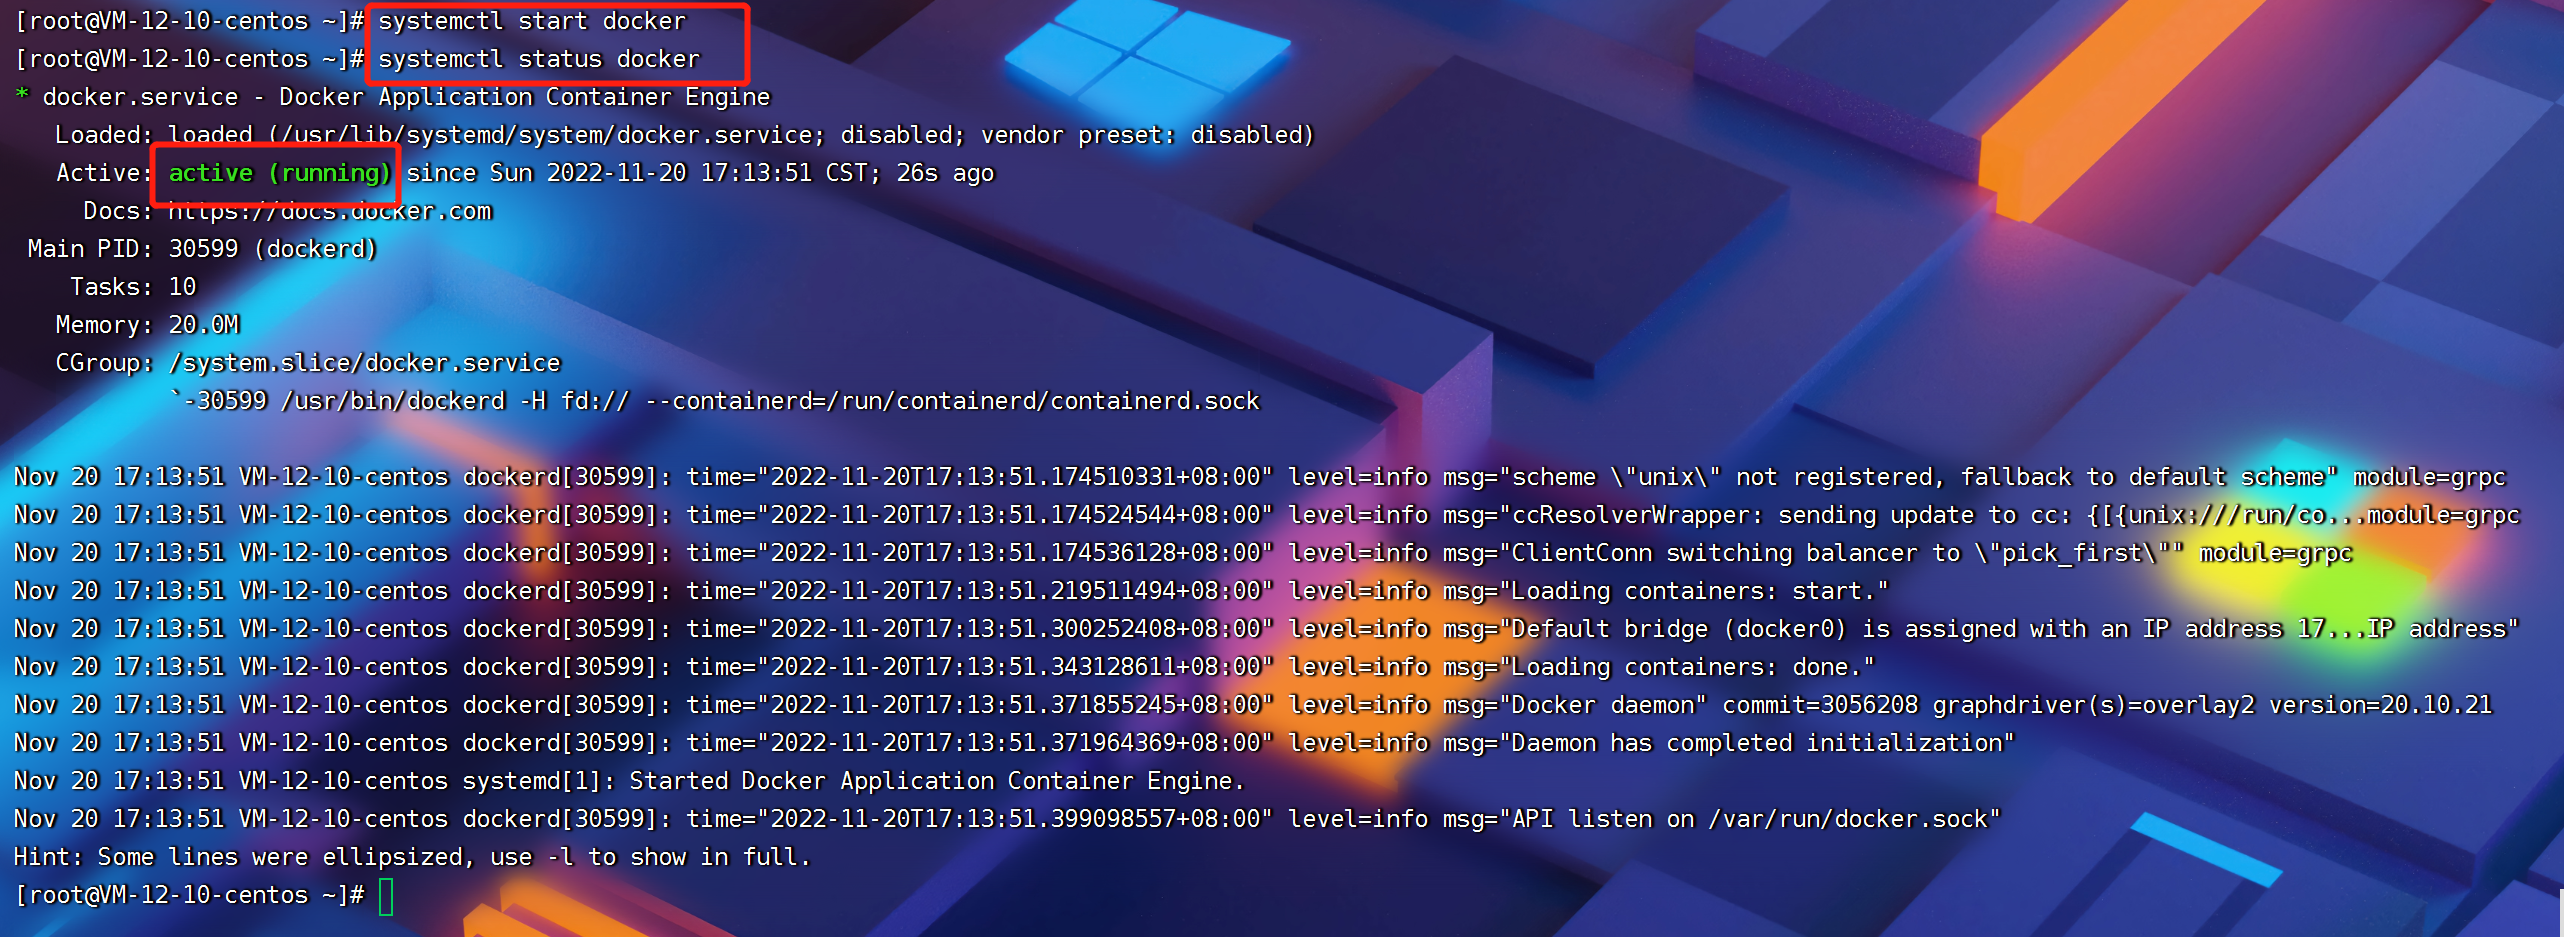 [root@VM-12-10-centos ~]# systemctl start docker
[root@VM-12-10-centos ~]# systemctl status docker
* docker.service - Docker Application Container Engine
   Loaded: loaded (/usr/lib/systemd/system/docker.service; disabled; vendor preset: disabled)
   Active: active (running) since Sun 2022-11-20 17:13:51 CST; 26s ago
     Docs: https://docs.docker.com
 Main PID: 30599 (dockerd)
    Tasks: 10
   Memory: 20.0M
   CGroup: /system.slice/docker.service
           `-30599 /usr/bin/dockerd -H fd:// --containerd=/run/containerd/containerd.sock
Nov 20 17:13:51 VM-12-10-centos dockerd[30599]: time="2022-11-20T17:13:51.174510331+08:00" level=info msg="scheme \"unix\" not registered, fallback to default scheme" module=grpc
Nov 20 17:13:51 VM-12-10-centos dockerd[30599]: time="2022-11-20T17:13:51.174524544+08:00" level=info msg="ccResolverWrapper: sending update to cc: {[{unix:///run/co...module=grpc
Nov 20 17:13:51 VM-12-10-centos dockerd[30599]: time="2022-11-20T17:13:51.174536128+08:00" level=info msg="ClientConn switching balancer to \"pick_first\"" module=grpc
Nov 20 17:13:51 VM-12-10-centos dockerd[30599]: time="2022-11-20T17:13:51.219511494+08:00" level=info msg="Loading containers: start."
Nov 20 17:13:51 VM-12-10-centos dockerd[30599]: time="2022-11-20T17:13:51.300252408+08:00" level=info msg="Default bridge (docker0) is assigned with an IP address 17...IP address"
Nov 20 17:13:51 VM-12-10-centos dockerd[30599]: time="2022-11-20T17:13:51.343128611+08:00" level=info msg="Loading containers: done."
Nov 20 17:13:51 VM-12-10-centos dockerd[30599]: time="2022-11-20T17:13:51.371855245+08:00" level=info msg="Docker daemon" commit=3056208 graphdriver(s)=overlay2 version=20.10.21
Nov 20 17:13:51 VM-12-10-centos dockerd[30599]: time="2022-11-20T17:13:51.371964369+08:00" level=info msg="Daemon has completed initialization"
Nov 20 17:13:51 VM-12-10-centos systemd[1]: Started Docker Application Container Engine.
Nov 20 17:13:51 VM-12-10-centos dockerd[30599]: time="2022-11-20T17:13:51.399098557+08:00" level=info msg="API listen on /var/run/docker.sock"
Hint: Some lines were ellipsized, use -l to show in full.
[root@VM-12-10-centos ~]#